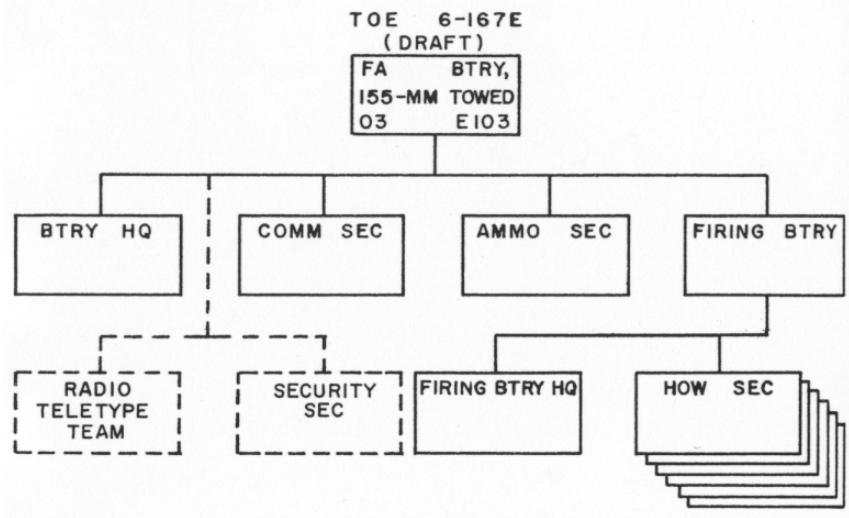 TOE 6-167E
(DRAFT)
FA BTRY,
155-MM TOWED
03 E103
BTRY HQ
COMM SEC
AMMO SEC
FIRING BTRY
RADIO
TELETYPE
TEAM
SECURITY
SEC
FIRING BTRY HQ
HOW SEC